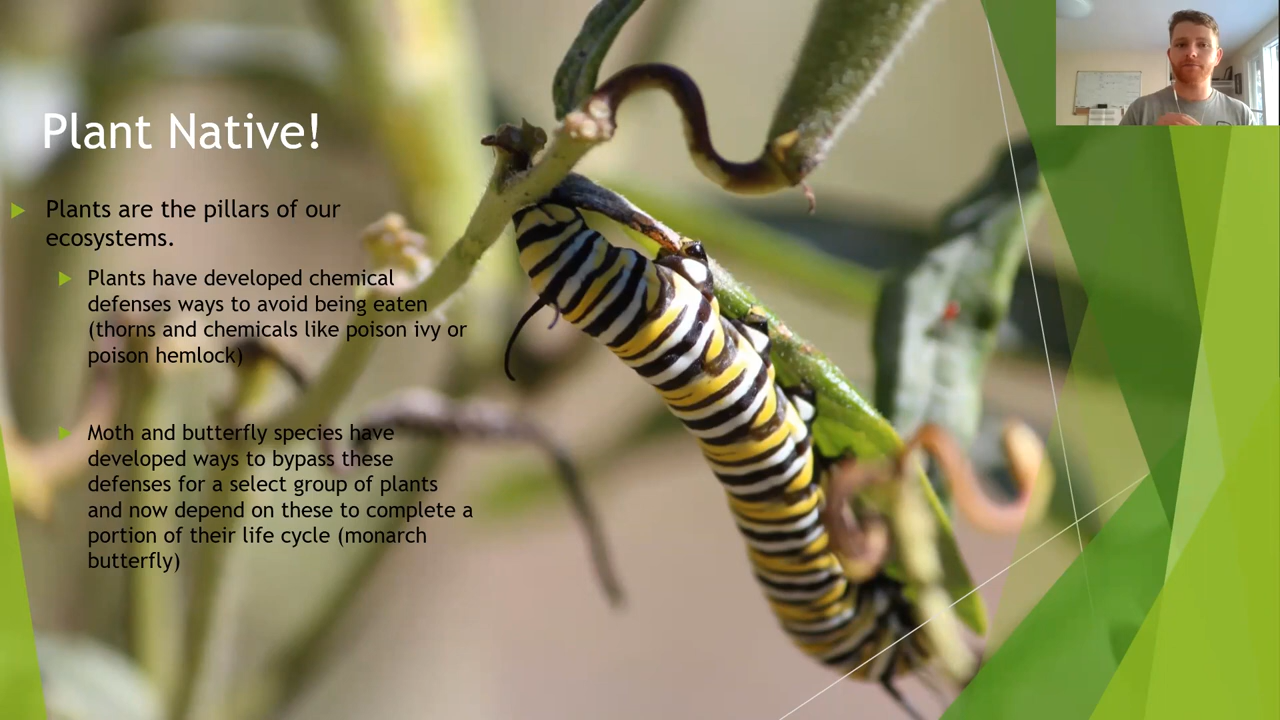 Plant Native!
Plants are the pillars of our
ecosystems.
Plants have developed chemical
defenses ways to avoid being eaten
(thorns and chemicals like poison ivy or
poison hemlock)
Moth and butterfly species have
developed ways to bypass these
defenses for a select group of plants
and now depend on these to complete a
portion of their life cycle (monarch
butterfly)